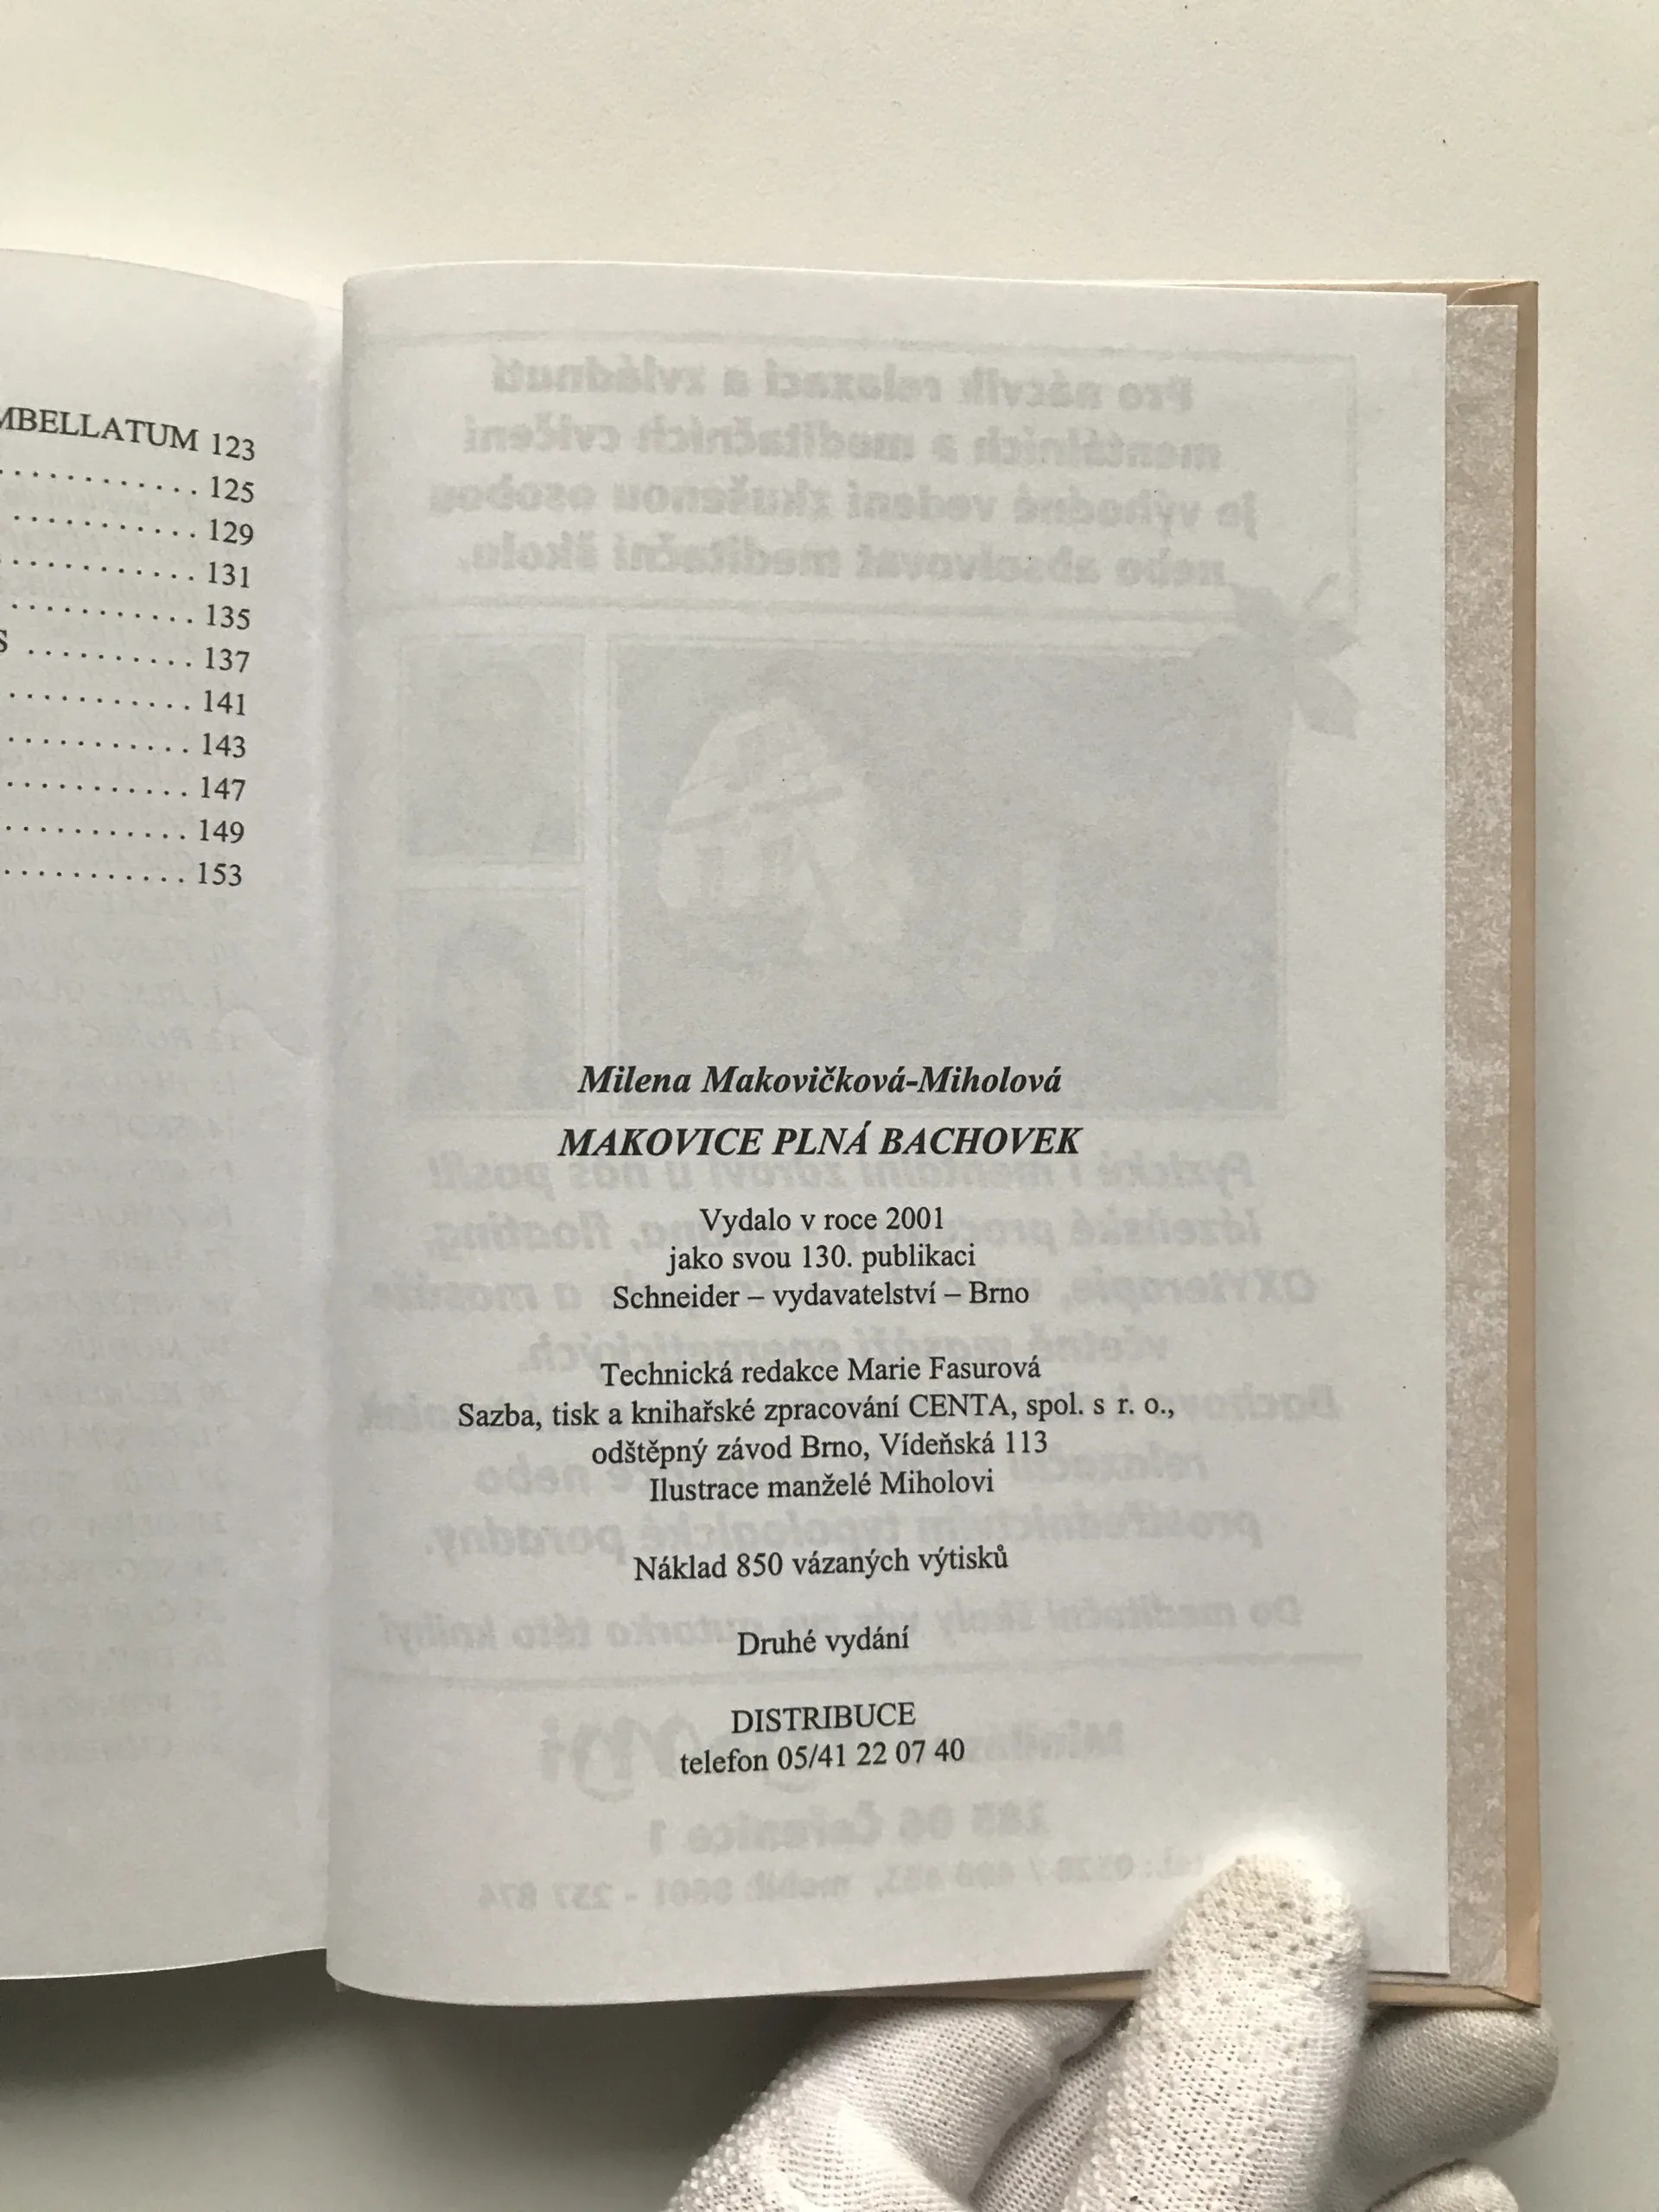 MBELLATUM 123
. . . . . . . . . . . 125
. . . . . . . . . . . 129
. . . . . . . . . . . 131
. . . . . . . . . . . 135
S . . . . . . . . . . 137
. . . . . . . . . . . 141
. . . . . . . . . . . 143
. . . . . . . . . . . 147
. . . . . . . . . . . 149
. . . . . . . . . . . 153
Milena Makovičková-Miholová
MAKOVICE PLNÁ BACHOVEK
Vydalo v roce 2001
jako svou 130. publikaci
Schneider – vydavatelství – Brno
Technická redakce Marie Fasurová
Sazba, tisk a knihařské zpracování CENTA, spol. s r. o.,
odštěpný závod Brno, Vídeňská 113
Ilustrace manželé Miholovi
Náklad 850 vázaných výtisků
Druhé vydání
DISTRIBUCE
telefon 05/41 22 07 40